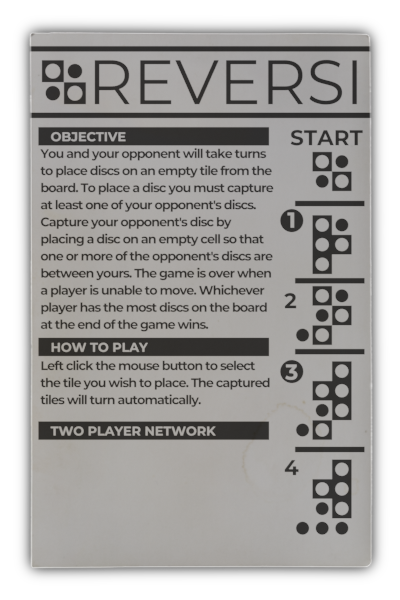 REVERSI
OBJECTIVE
You and your opponent will take turns
to place discs on an empty tile from the
board. To place a disc you must capture
at least one of your opponent's discs.
Capture your opponent's disc by
placing a disc on an empty cell so that
one or more of the opponent's discs are
between yours. The game is over when
a player is unable to move. Whichever
player has the most discs on the board
at the end of the game wins.
HOW TO PLAY
Left click the mouse button to select
the tile you wish to place. The captured
tiles will turn automatically.
TWO PLAYER NETWORK
START
1
2
3
4